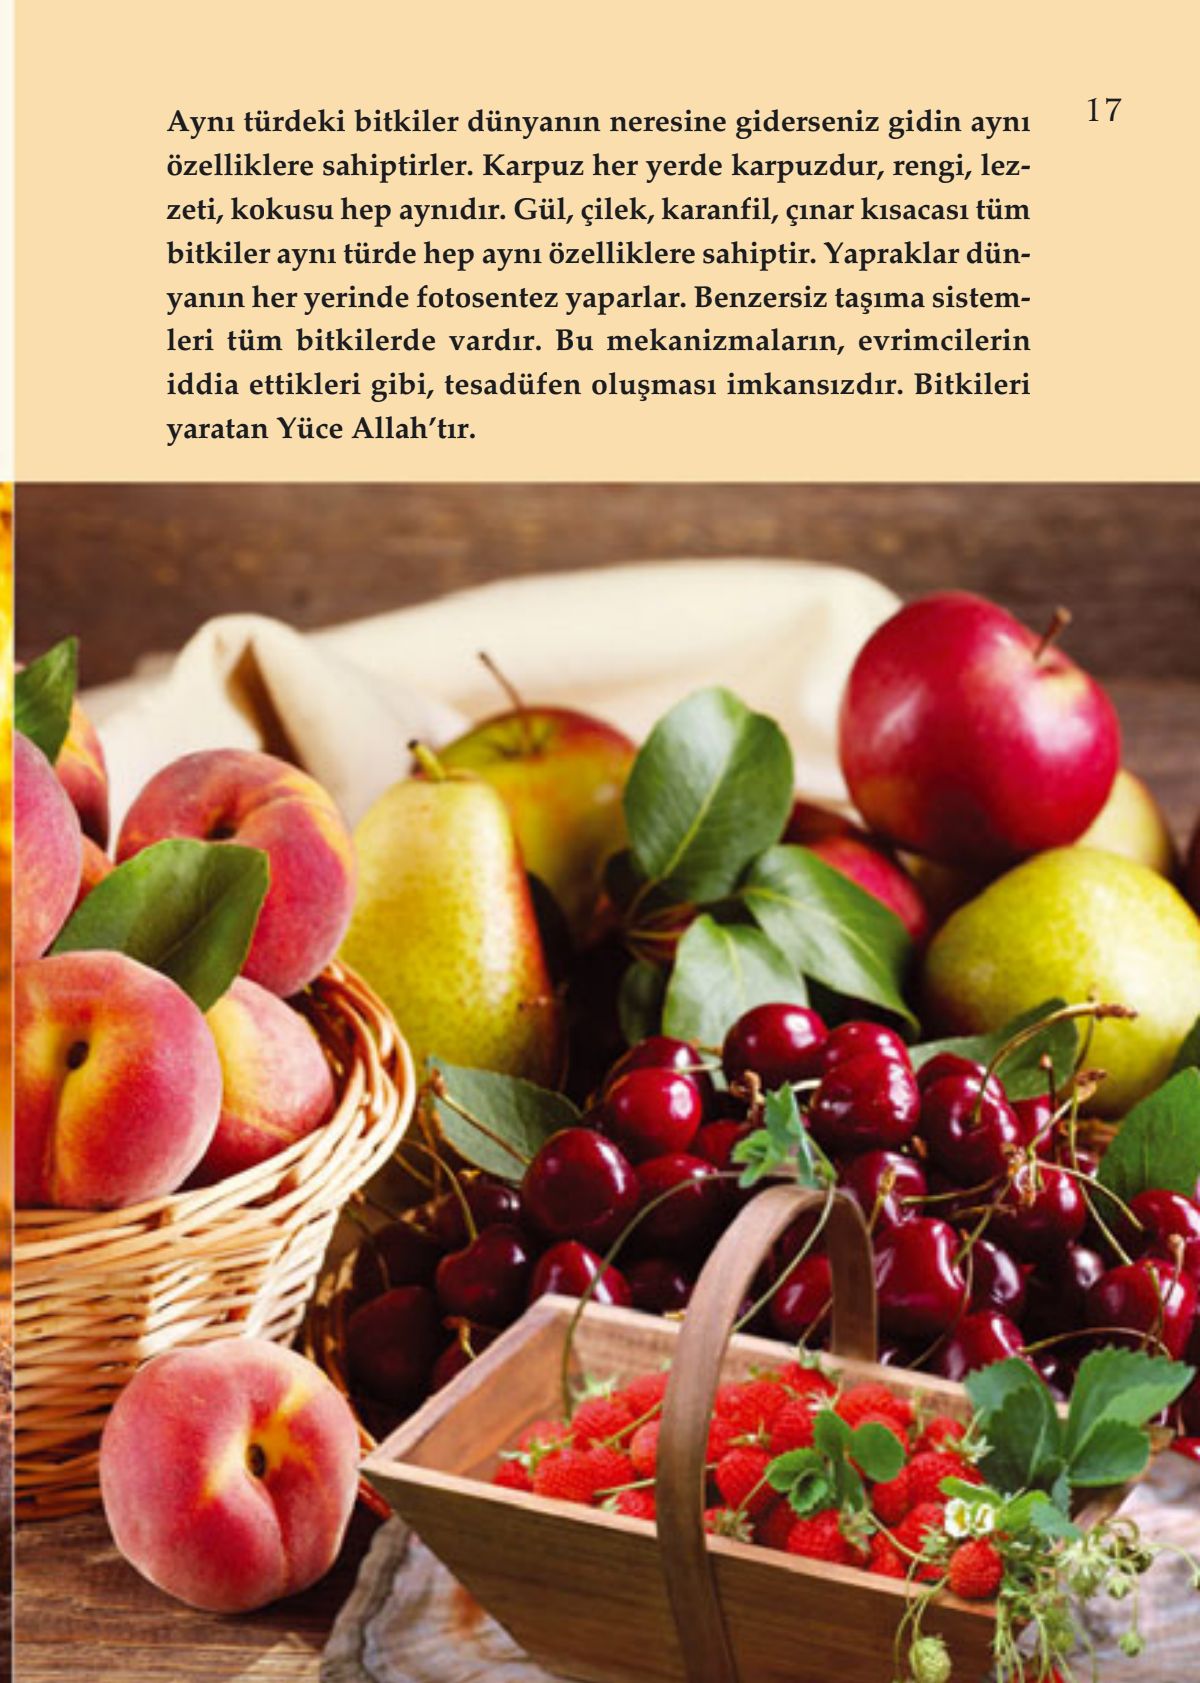 17
Aynı türdeki bitkiler dünyanın neresine giderseniz gidin aynı
özelliklere sahiptirler. Karpuz her yerde karpuzdur, rengi, lez-
zeti, kokusu hep aynıdır. Gül, çilek, karanfil, çınar kısacası tüm
bitkiler aynı türde hep aynı özelliklere sahiptir. Yapraklar dün-
yanın her yerinde fotosentez yaparlar. Benzersiz taşıma sistem-
leri tüm bitkilerde vardır. Bu mekanizmaların, evrimcilerin
iddia ettikleri gibi, tesadüfen oluşması imkansızdır. Bitkileri
yaratan Yüce Allah’tır.